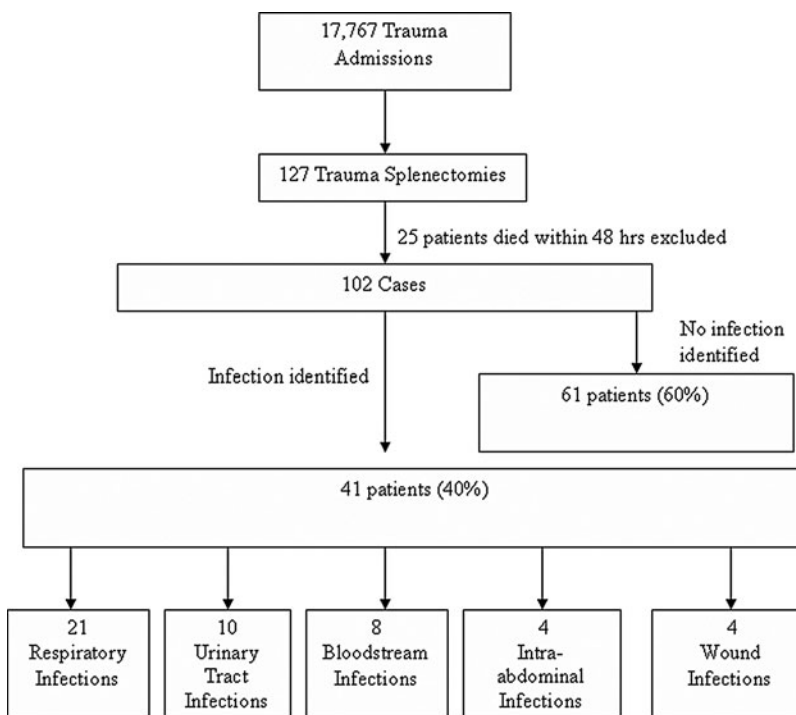 17,767 Trauma
Admissions
127 Trauma Splenectomies
25 patients died within 48 hrs excluded
102 Cases
No infection
identified
Infection identified
61 patients (60%)
41 patients (40%)
21
Respiratory
Infections
10
Urinary
Tract
Infections
8
Bloodstream
Infections
4
Intra-
abdominal
Infections
4
Wound
Infections